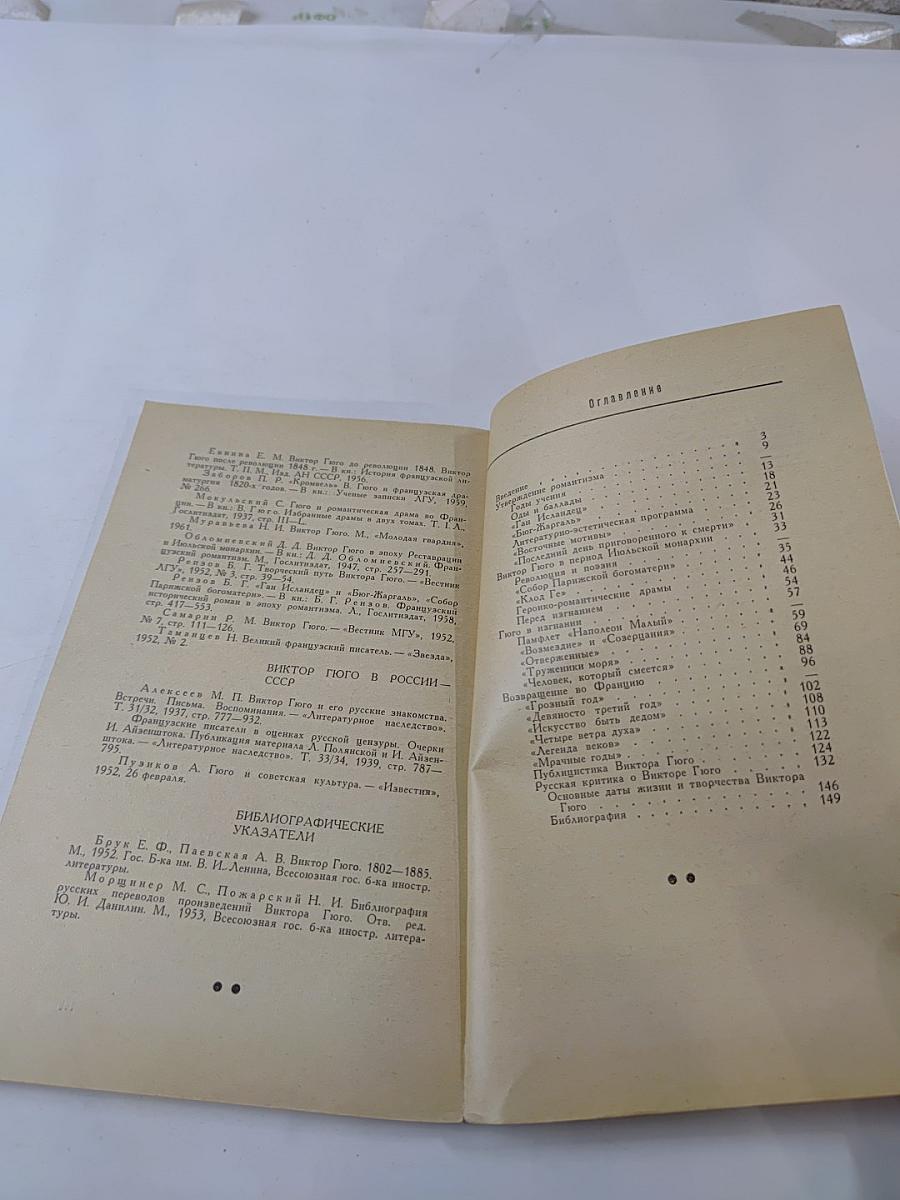 Евнина Е. М. Виктор Гюго до революции 1848. Виктор
Гюго после революции 1848 г. — В кн.: История французской ли-
тературы. Т. II. М., Изд. АН СССР, 1956.
Заборов П. Р. «Кромвель» В. Гюго и французская дра-
матургия 1820-х годов. — В кн.: Ученые записки ЛГУ, 1959,
№ 266.
Мокульский С. Гюго и романтическая драма во Фран-
ции. — В кн.: В. Гюго. Избранные драмы в двух томах. Т. I. Л.,
Гослитиздат, 1937, стр. III—L.
Муравьева Н. И. Виктор Гюго. М., «Молодая гвардия»,
1961.
Обломиевский Д. Д. Виктор Гюго в эпоху Реставрации
и Июльской монархии. — В кн.: Д. Д. Обломиевский. Фран-
цузский романтизм. М., Гослитиздат, 1947, стр. 257—291.
Реизов Б. Г. Творческий путь Виктора Гюго. — «Вестник
ЛГУ», 1952, № 3, стр. 39—54.
Реизов Б. Г. «Ган Исландец» и «Бюг-Жаргаль», «Собор
Парижской богоматери». — В кн.: Б. Г. Реизов. Французский
исторический роман в эпоху романтизма. Л., Гослитиздат, 1958,
стр. 417—553.
Самарин Р. М. Виктор Гюго. — «Вестник МГУ», 1952,
№ 7, стр. 111—126.
Таманцев Н. Великий французский писатель. — «Звезда»,
1952, № 2.
ВИКТОР ГЮГО В РОССИИ —
СССР
Алексеев М. П. Виктор Гюго и его русские знакомства.
Встречи. Письма. Воспоминания. — «Литературное наследство».
Т. 31/32, 1937, стр. 777—932.
Французские писатели в оценках русской цензуры. Очерки
И. Айзенштока. Публикация материала Л. Полянской и И. Айзен-
штока. — «Литературное наследство». Т. 33/34, 1939, стр. 787—
795.
Пузиков А. Гюго и советская культура. — «Известия»,
1952, 26 февраля.
БИБЛИОГРАФИЧЕСКИЕ
УКАЗАТЕЛИ
Брук Е. Ф., Паевская А. В. Виктор Гюго. 1802—1885.
М., 1952. Гос. Б-ка им. В. И. Ленина, Всесоюзная гос. б-ка иностр.
литературы.
Морщинер М. С., Пожарский Н. И. Библиография
русских переводов произведений Виктора Гюго. Отв. ред.
Ю. И. Данилин. М., 1953, Всесоюзная гос. б-ка иностр. литера-
туры.
Оглавление
Введение . . . 3
Утверждение романтизма . . . 9
Годы учения . . . —
Оды и баллады . . . 13
«Ган Исландец» . . . 18
«Бюг-Жаргаль» . . . 21
Литературно-эстетическая программа . . . 23
«Восточные мотивы» . . . 26
«Последний день приговоренного к смерти» . . . 31
Виктор Гюго в период Июльской монархии . . . 33
Революция и поэзия . . . —
«Собор Парижской богоматери» . . . 35
«Клод Ге» . . . 44
Героико-романтические драмы . . . 46
Перед изгнанием . . . 54
Гюго в изгнании . . . 57
Памфлет «Наполеон Малый» . . . —
«Возмездие» и «Созерцания» . . . 59
«Отверженные» . . . 69
«Труженики моря» . . . 84
«Человек, который смеется» . . . 88
Возвращение во Францию . . . 96
«Грозный год» . . . —
«Девяносто третий год» . . . 102
«Искусство быть дедом» . . . 108
«Четыре ветра духа» . . . 110
«Легенда веков» . . . 113
«Мрачные годы» . . . 122
Публицистика Виктора Гюго . . . 124
Русская критика о Викторе Гюго . . . 132
Основные даты жизни и творчества Виктора
Гюго . . . 146
Библиография . . . 149